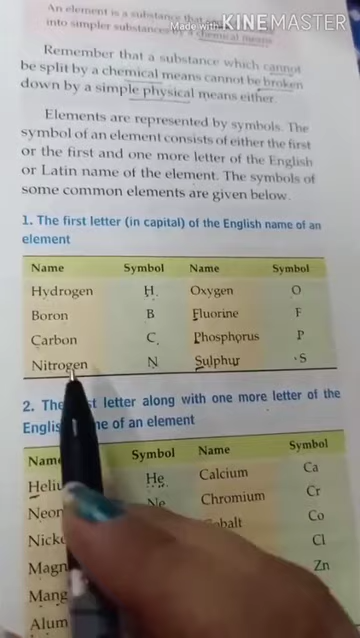 An element is a substance that
Made with KINEMASTER
into simpler substances by a chemical means
Remember that a substance which cannot
be split by a chemical means cannot be broken
down by a simple physical means either.
Elements are represented by symbols. The
symbol of an element consists of either the first
or the first and one more letter of the English
or Latin name of the element. The symbols of
some common elements are given below.
1. The first letter (in capital) of the English name of an
element
Name Symbol Name Symbol
Hydrogen H Oxygen O
Boron B Fluorine F
Carbon C Phosphorus P
Nitrogen N Sulphur S
2. The letter along with one more letter of the
of an element
Name Symbol Name Symbol
He Calcium Ca
Neon Ne Chromium Cr
Co
Cl
Zn